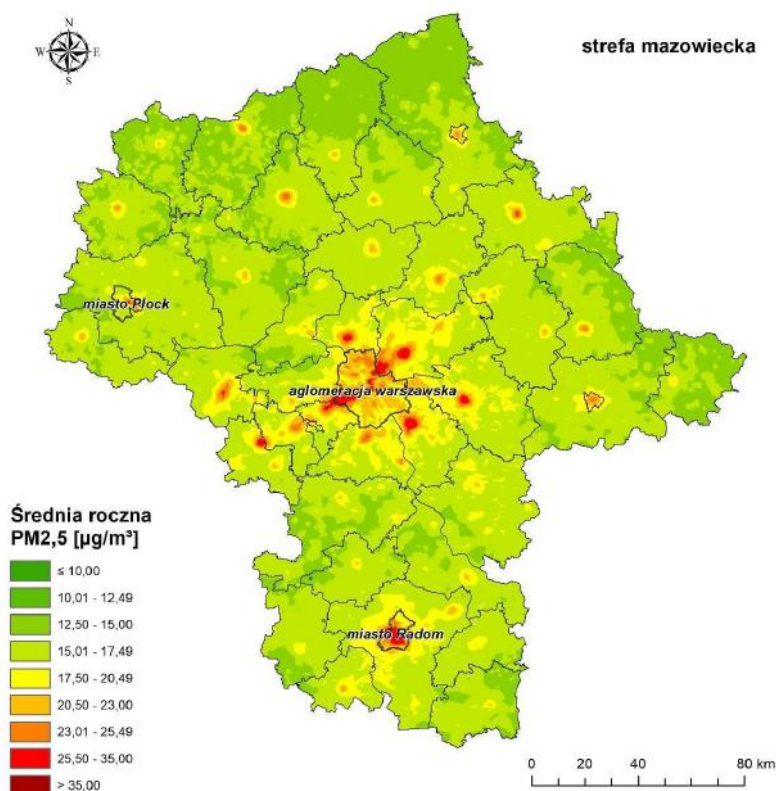 N
W E
S
strefa mazowiecka
miasto Płock
aglomeracja warszawska
miasto Radom
Średnia roczna
PM2,5 [µg/m³]
≤ 10,00
10,01 - 12,49
12,50 - 15,00
15,01 - 17,49
17,50 - 20,49
20,50 - 23,00
23,01 - 25,49
25,50 - 35,00
> 35,00
0 20 40 60 80 km